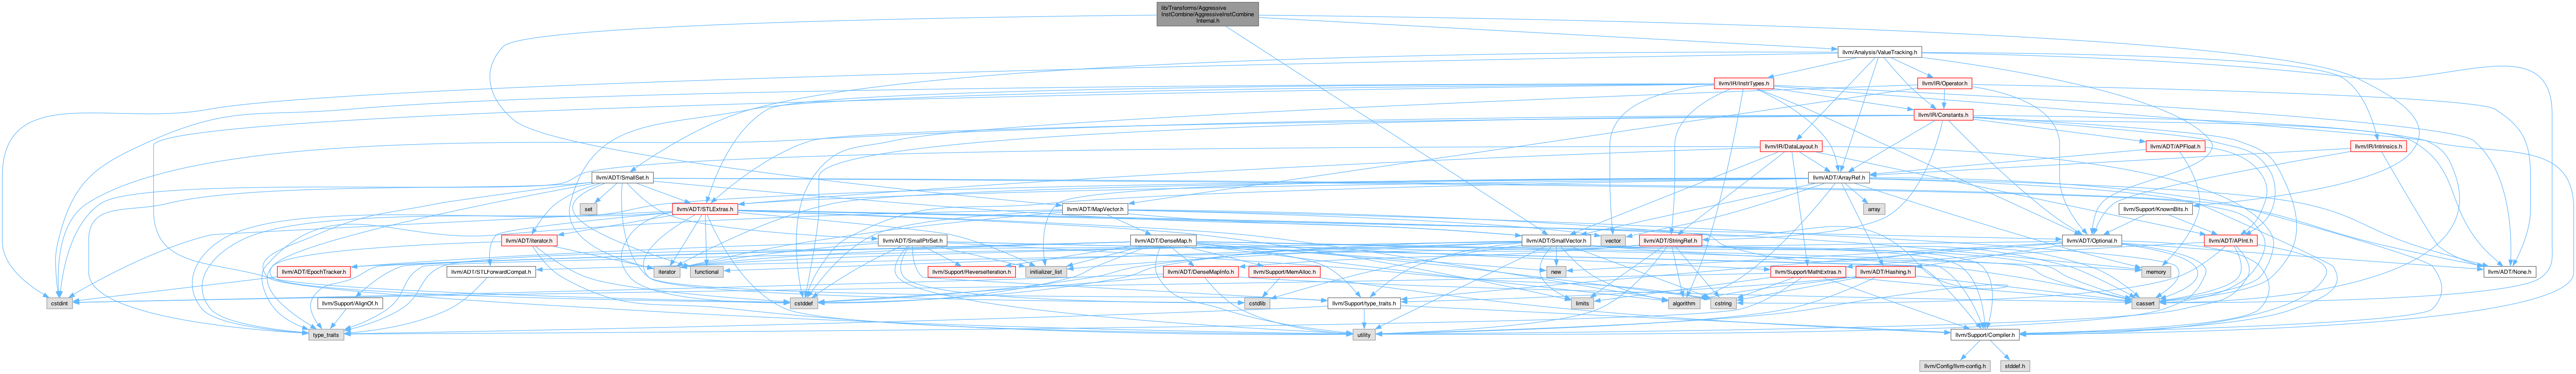 lib/Transforms/Aggressive
InstCombine/AggressiveInstCombine
Internal.h
llvm/Analysis/ValueTracking.h
llvm/IR/InstrTypes.h
llvm/IR/Operator.h
llvm/IR/Constants.h
llvm/IR/DataLayout.h
llvm/ADT/APFloat.h
llvm/IR/Intrinsics.h
llvm/ADT/SmallSet.h
llvm/ADT/ArrayRef.h
set
llvm/ADT/STLExtras.h
llvm/ADT/MapVector.h
array
llvm/Support/KnownBits.h
llvm/ADT/iterator.h
llvm/ADT/SmallPtrSet.h
llvm/ADT/DenseMap.h
llvm/ADT/SmallVector.h
vector
llvm/ADT/StringRef.h
llvm/ADT/Optional.h
llvm/ADT/APInt.h
llvm/ADT/EpochTracker.h
llvm/ADT/STLForwardCompat.h
iterator
functional
llvm/Support/ReverseIteration.h
initializer_list
llvm/ADT/DenseMapInfo.h
llvm/Support/MemAlloc.h
new
llvm/Support/MathExtras.h
llvm/ADT/Hashing.h
memory
llvm/ADT/None.h
cstdint
llvm/Support/AlignOf.h
cstddef
cstdlib
llvm/Support/type_traits.h
limits
algorithm
cstring
cassert
type_traits
utility
llvm/Support/Compiler.h
llvm/Config/llvm-config.h
stddef.h